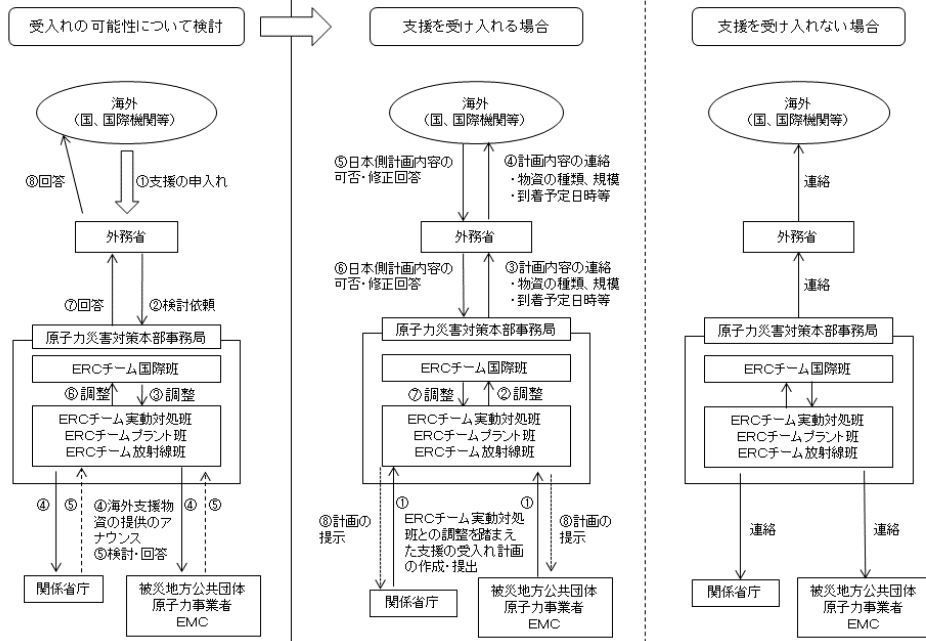 受入れの可能性について検討
海外
（国、国際機関等）
⑧回答
①支援の申入れ
外務省
⑦回答
②検討依頼
原子力災害対策本部事務局
ERCチーム国際班
⑥調整
③調整
ERCチーム実動対処班
ERCチームプラント班
ERCチーム放射線班
④
⑤
④海外支援物
資の提供のア
ナウンス
⑤検討・回答
④
⑤
関係省庁
被災地方公共団体
原子力事業者
EMC
支援を受け入れる場合
海外
（国、国際機関等）
⑤日本側計画内容の
可否・修正回答
④計画内容の連絡
・物資の種類、規模
・到着予定日時等
外務省
⑥日本側計画内容の
可否・修正回答
③計画内容の連絡
・物資の種類、規模
・到着予定日時等
原子力災害対策本部事務局
ERCチーム国際班
⑦調整
②調整
ERCチーム実動対処班
ERCチームプラント班
ERCチーム放射線班
⑧計画の
提示
①
ERCチーム実動対処
班との調整を踏まえ
た支援の受入れ計画
の作成・提出
①
⑧計画の
提示
関係省庁
被災地方公共団体
原子力事業者
EMC
支援を受け入れない場合
海外
（国、国際機関等）
連絡
外務省
連絡
原子力災害対策本部事務局
ERCチーム国際班
ERCチーム実動対処班
ERCチームプラント班
ERCチーム放射線班
連絡
連絡
関係省庁
被災地方公共団体
原子力事業者
EMC